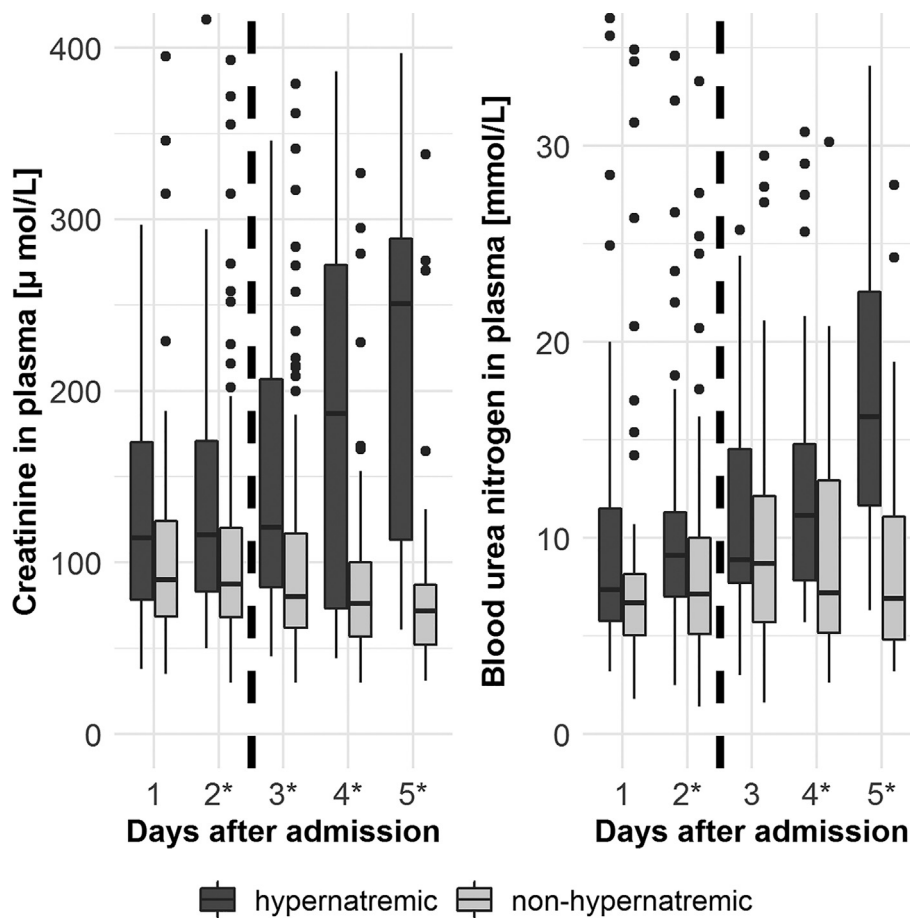 Creatinine in plasma [µ mol/L]
400
300
200
100
0
1 2* 3* 4* 5*
Days after admission
Blood urea nitrogen in plasma [mmol/L]
30
20
10
0
1 2* 3 4* 5*
Days after admission
hypernatremic non-hypernatremic